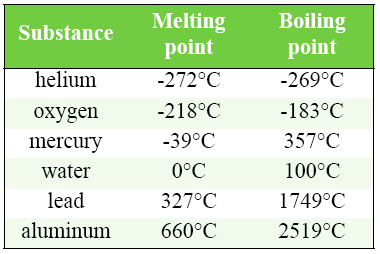 Substance Melting point Boiling point
helium -272°C -269°C
oxygen -218°C -183°C
mercury -39°C 357°C
water 0°C 100°C
lead 327°C 1749°C
aluminum 660°C 2519°C